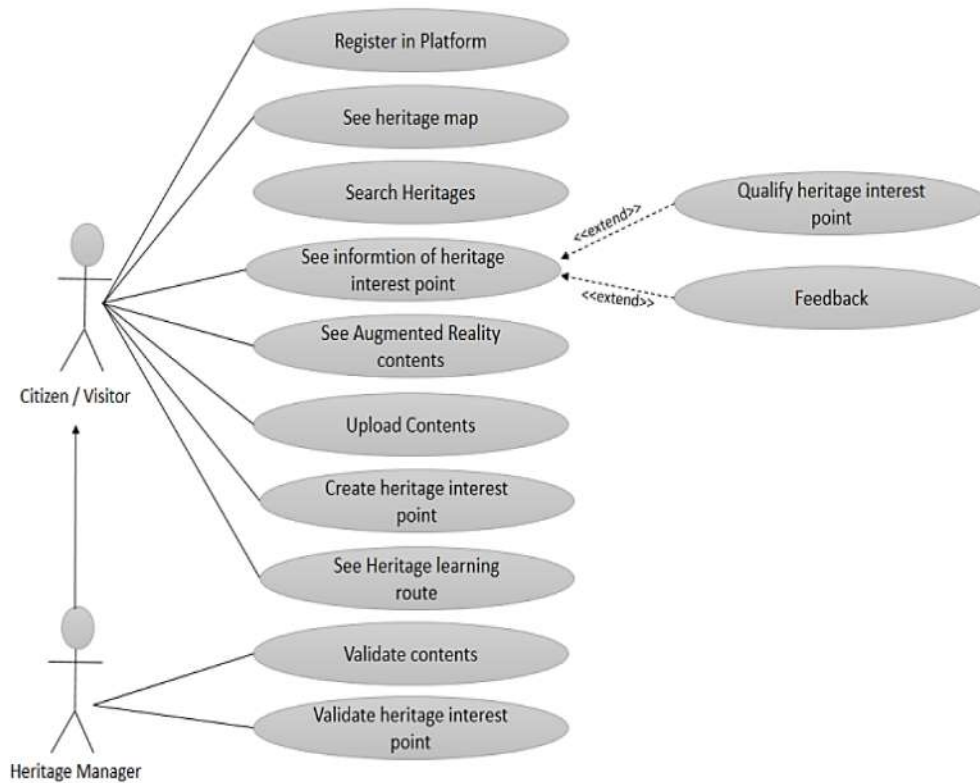 Register in Platform
See heritage map
Search Heritages
See informtion of heritage
interest point
See Augmented Reality
contents
Upload Contents
Create heritage interest
point
See Heritage learning
route
Validate contents
Validate heritage interest
point
<<extend>>
Qualify heritage interest
point
<<extend>>
Feedback
Citizen / Visitor
Heritage Manager